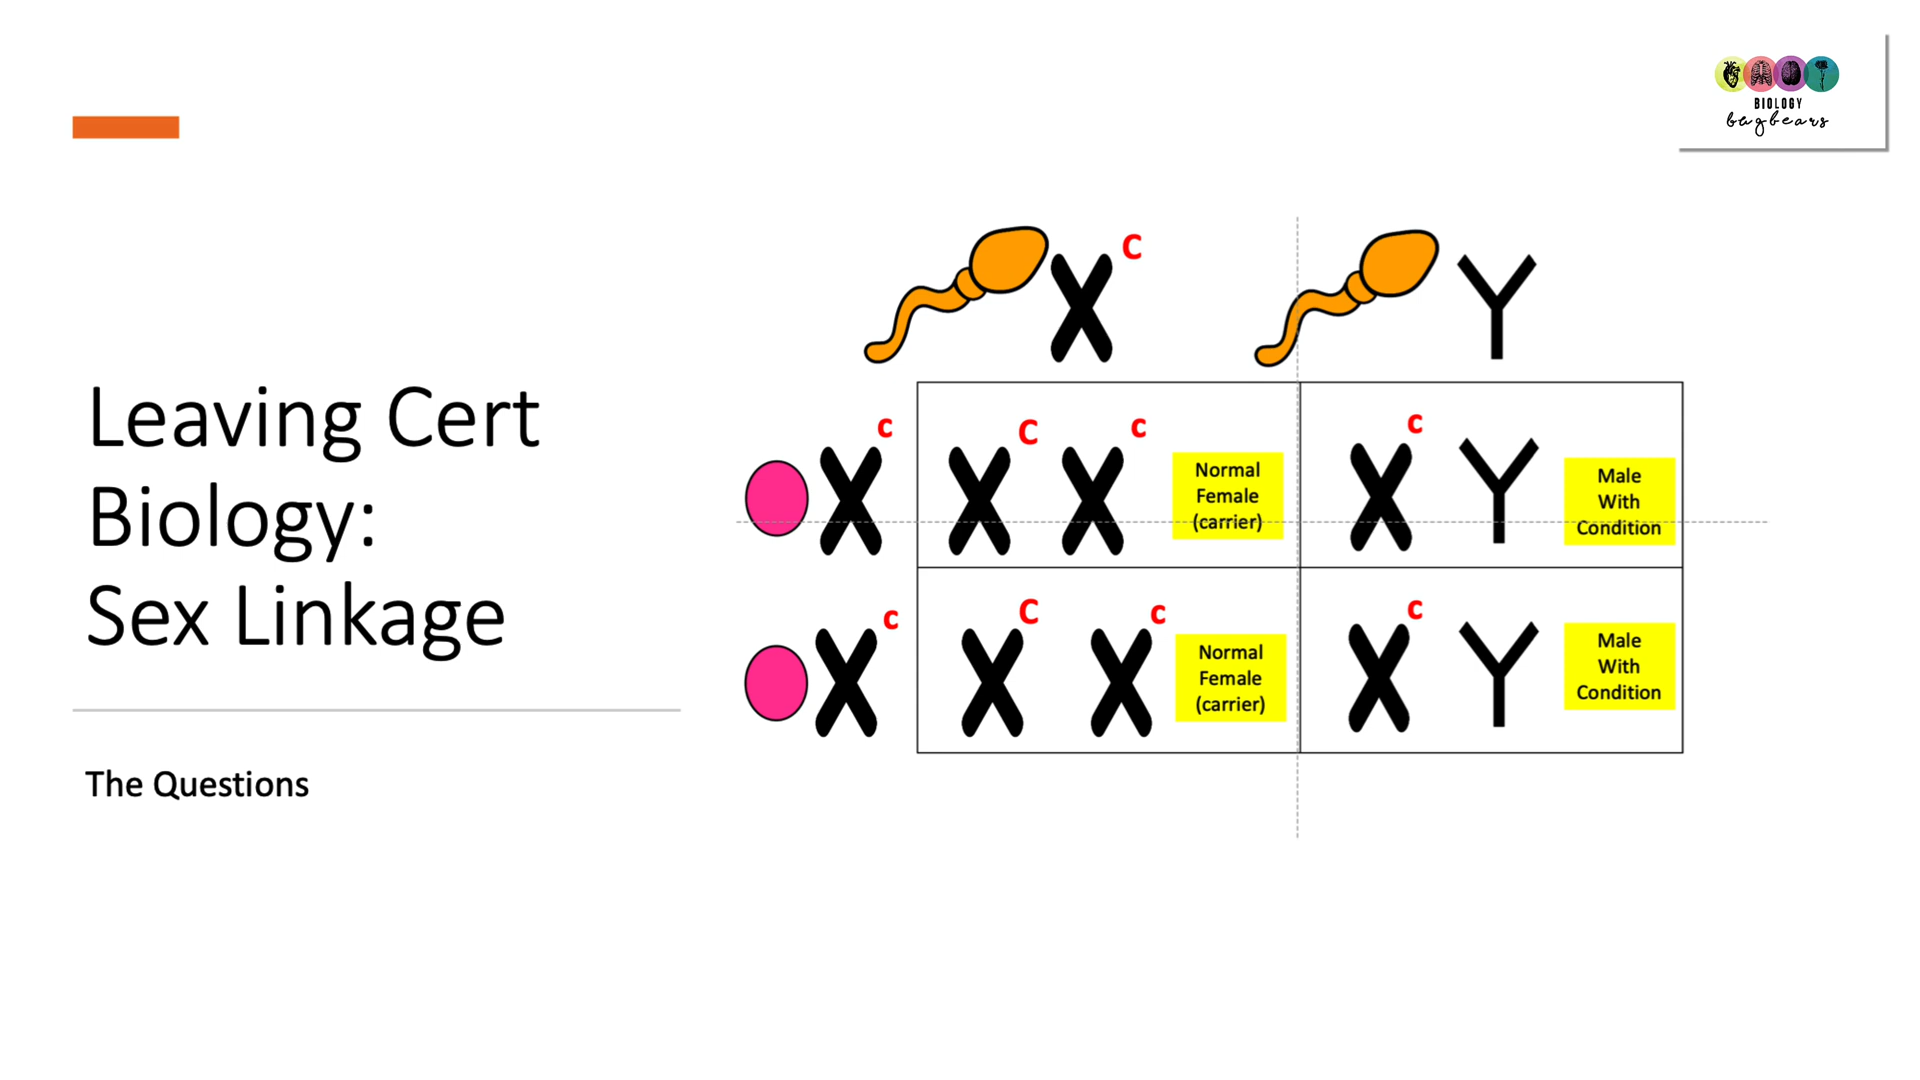 BIOLOGY
bugbears
Leaving Cert
Biology:
Sex Linkage
The Questions
X C
Y
X c
X C X c
Normal
Female
(carrier)
X c Y
Male
With
Condition
X c
X C X c
Normal
Female
(carrier)
X c Y
Male
With
Condition